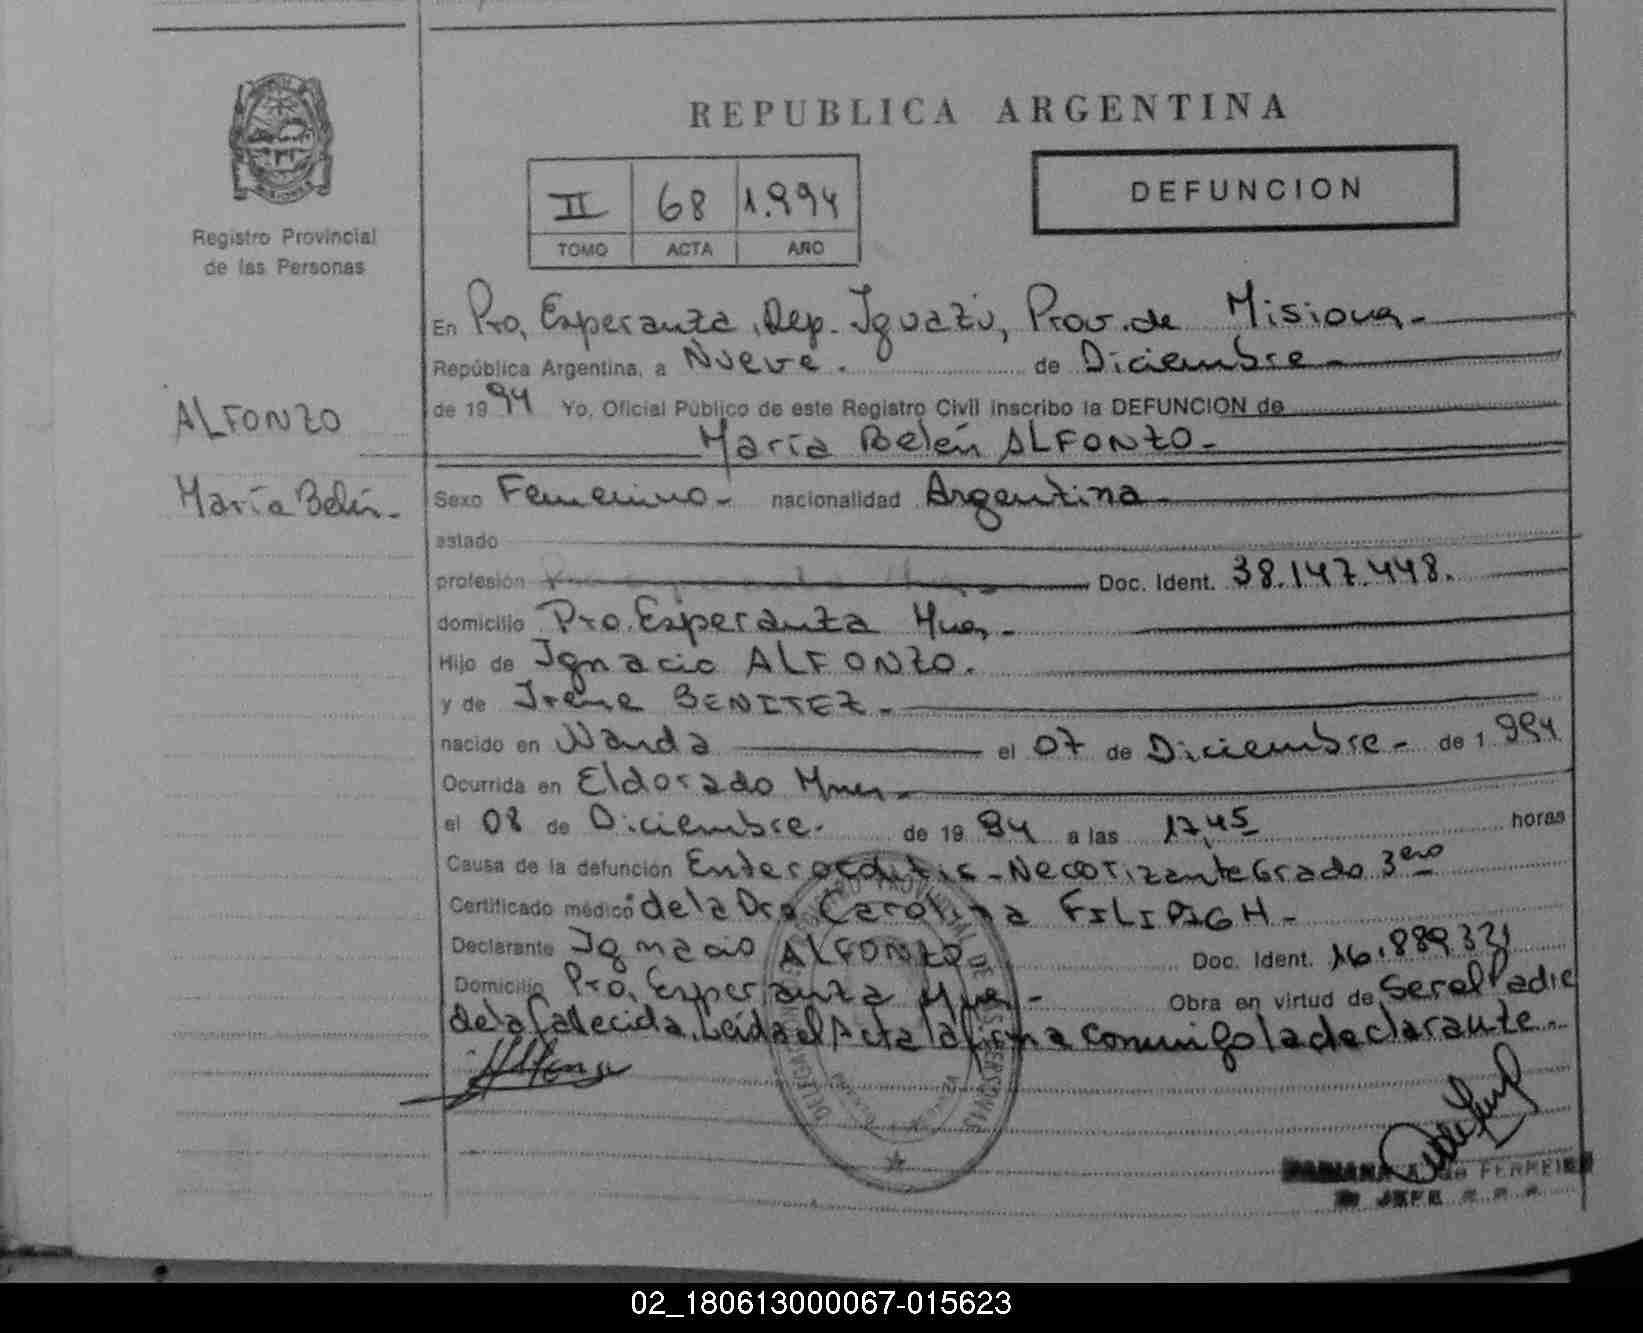 REPUBLICA ARGENTINA
II 68 1.994
TOMO ACTA AÑO
DEFUNCION
Registro Provincial
de las Personas
ALFONZO
María Belén.-
En Pto, Esperanza, Dep. Iguazú, Prov. de Misiones.-
República Argentina, a Nueve. de Diciembre.-
de 1994 Yo, Oficial Público de este Registro Civil inscribo la DEFUNCION de
María Belén ALFONZO.-
Sexo Femenino.- nacionalidad Argentina.-
estado
profesión Doc. Ident. 38.147.448.
domicilio Pto. Esperanza Mnes.-
Hijo de Ignacio ALFONZO.
y de Irene BENITEZ.-
nacido en Wanda el 07 de Diciembre.- de 1.994
Ocurrida en Eldorado Mnes.-
el 08 de Diciembre.- de 1994 a las 17,45 horas
Causa de la defunción Enterocolitis-Necorizante Grado 3ero
Certificado médico de la Dra Carolina FILIPIGH.-
Declarante Ignacio ALFONZO. Doc. Ident. 16.889.321
Domicilio Pto, Esperanza Mnes.- Obra en virtud de Ser el Padre
de la fallecida. Leída el Acta la firma conmigo la declarante.-
FERREIRA
JEFE
02_180613000067-015623